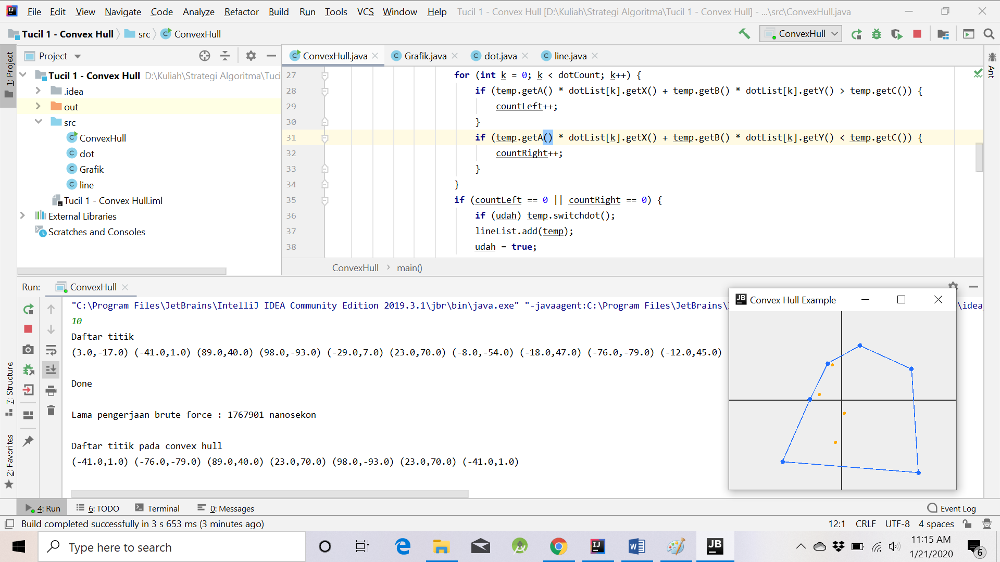 File Edit View Navigate Code Analyze Refactor Build Run Tools VCS Window Help Tucil 1 - Convex Hull [D:\Kuliah\Strategi Algoritma\Tucil 1 - Convex Hull] - ...\src\ConvexHull.java
Tucil 1 - Convex Hull src ConvexHull ConvexHull
1: Project
Project
ConvexHull.java Grafik.java dot.java line.java
Ant
Tucil 1 - Convex Hull D:\Kuliah\Strategi Algoritma\Tuci
.idea
out
src
ConvexHull
dot
Grafik
line
Tucil 1 - Convex Hull.iml
External Libraries
Scratches and Consoles
27 for (int k = 0; k < dotCount; k++) {
28 if (temp.getA() * dotList[k].getX() + temp.getB() * dotList[k].getY() > temp.getC()) {
29 countLeft++;
30 }
31 if (temp.getA() * dotList[k].getX() + temp.getB() * dotList[k].getY() < temp.getC()) {
32 countRight++;
33 }
34 }
35 if (countLeft == 0 || countRight == 0) {
36 if (udah) temp.switchdot();
37 lineList.add(temp);
38 udah = true;
ConvexHull main()
Run: ConvexHull
"C:\Program Files\JetBrains\IntelliJ IDEA Community Edition 2019.3.1\jbr\bin\java.exe" "-javaagent:C:\Program Files\JetBrains\ \idea
10
Daftar titik
(3.0,-17.0) (-41.0,1.0) (89.0,40.0) (98.0,-93.0) (-29.0,7.0) (23.0,70.0) (-8.0,-54.0) (-18.0,47.0) (-76.0,-79.0) (-12.0,45.0)
Done
Lama pengerjaan brute force : 1767901 nanosekon
Daftar titik pada convex hull
(-41.0,1.0) (-76.0,-79.0) (89.0,40.0) (23.0,70.0) (98.0,-93.0) (23.0,70.0) (-41.0,1.0)
JB Convex Hull Example
7: Structure
2: Favorites
4: Run 6: TODO Terminal 0: Messages Event Log
Build completed successfully in 3 s 653 ms (3 minutes ago) 12:1 CRLF UTF-8 4 spaces
Type here to search
JB
11:15 AM
1/21/2020
6